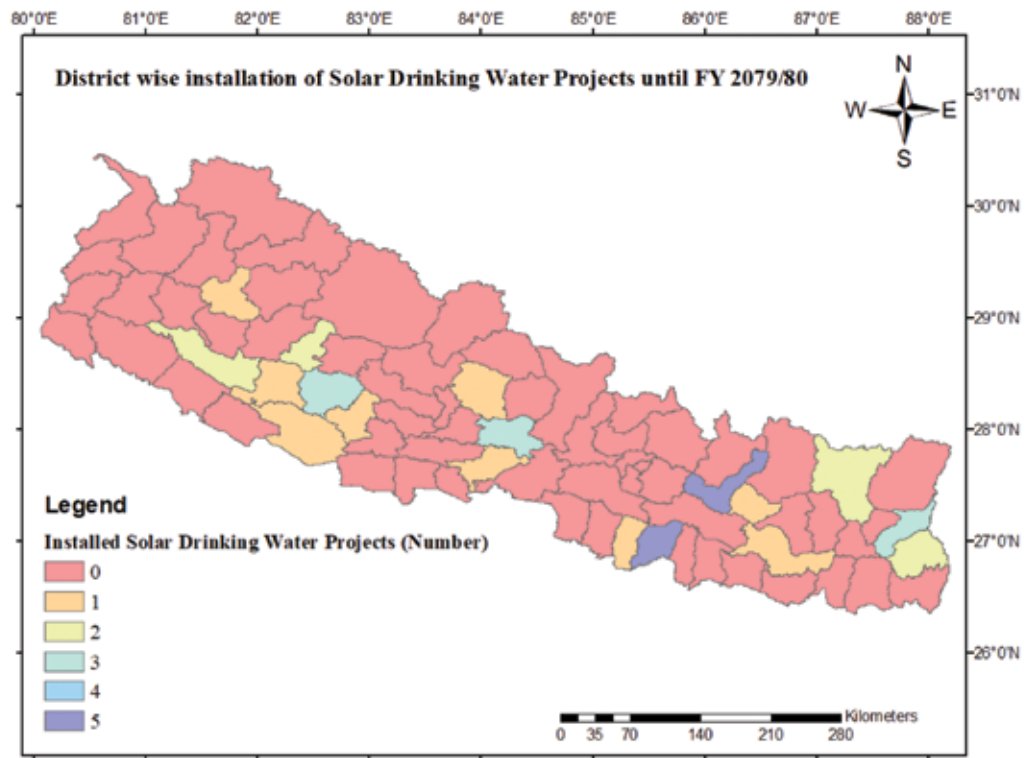 80°0'E 81°0'E 82°0'E 83°0'E 84°0'E 85°0'E 86°0'E 87°0'E 88°0'E
District wise installation of Solar Drinking Water Projects until FY 2079/80
N
W E
S
31°0'N
30°0'N
29°0'N
28°0'N
27°0'N
26°0'N
Legend
Installed Solar Drinking Water Projects (Number)
0
1
2
3
4
5
Kilometers
0 35 70 140 210 280